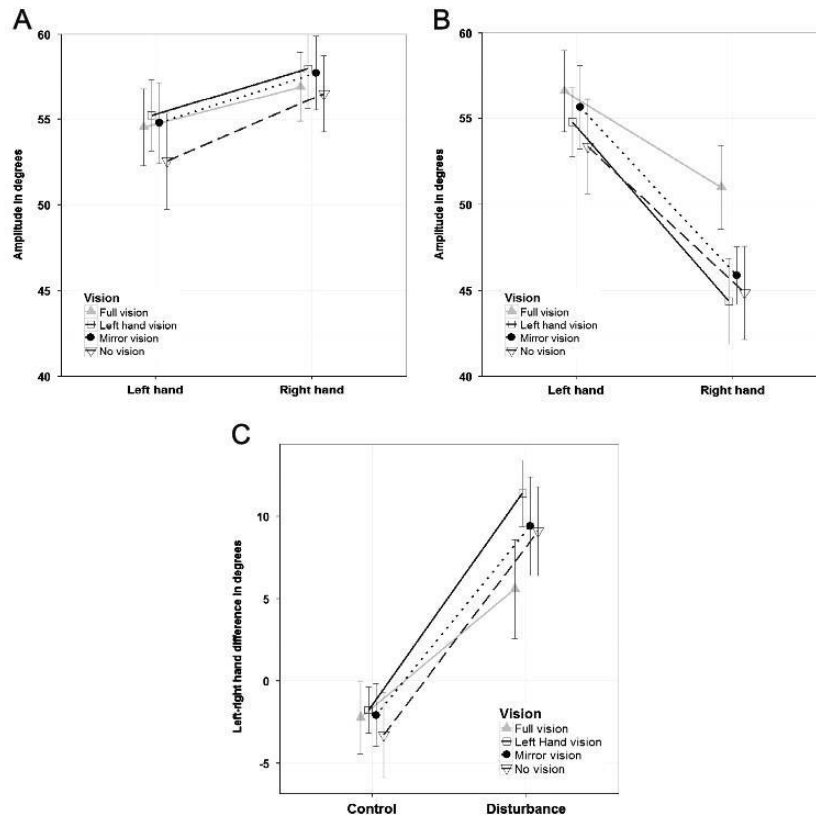 A
60
55
50
45
40
Amplitude in degrees
Vision
Full vision
Left hand vision
Mirror vision
No vision
Left hand
Right hand
B
60
55
50
45
40
Amplitude in degrees
Vision
Full vision
Left hand vision
Mirror vision
No vision
Left hand
Right hand
C
10
5
0
-5
Left-right hand difference in degrees
Vision
Full vision
Left Hand vision
Mirror vision
No vision
Control
Disturbance